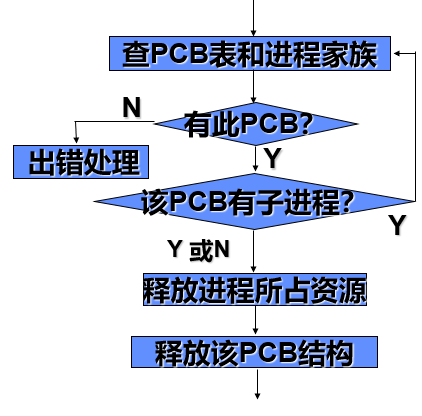 查PCB表和进程家族
N
有此PCB?
Y
出错处理
该PCB有子进程?
Y
Y 或N
释放进程所占资源
释放该PCB结构